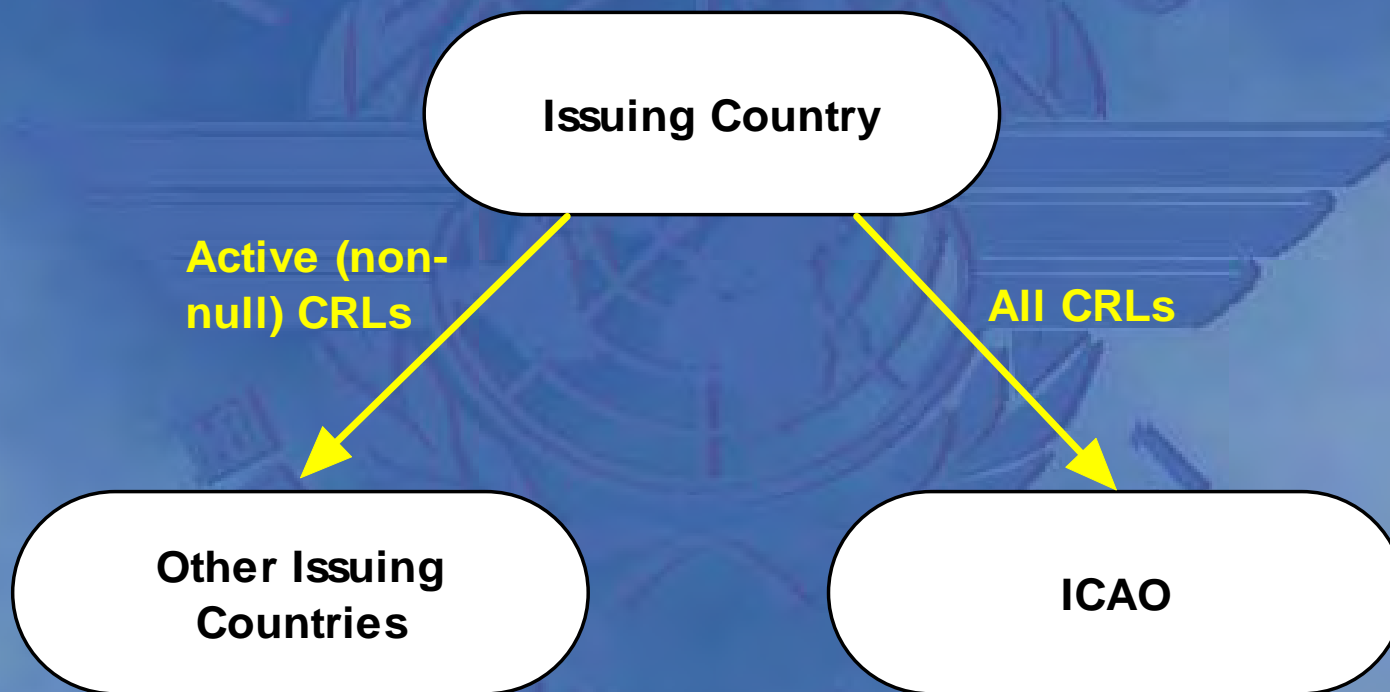 Issuing Country
Active (non-
null) CRLs
All CRLs
Other Issuing
Countries
ICAO